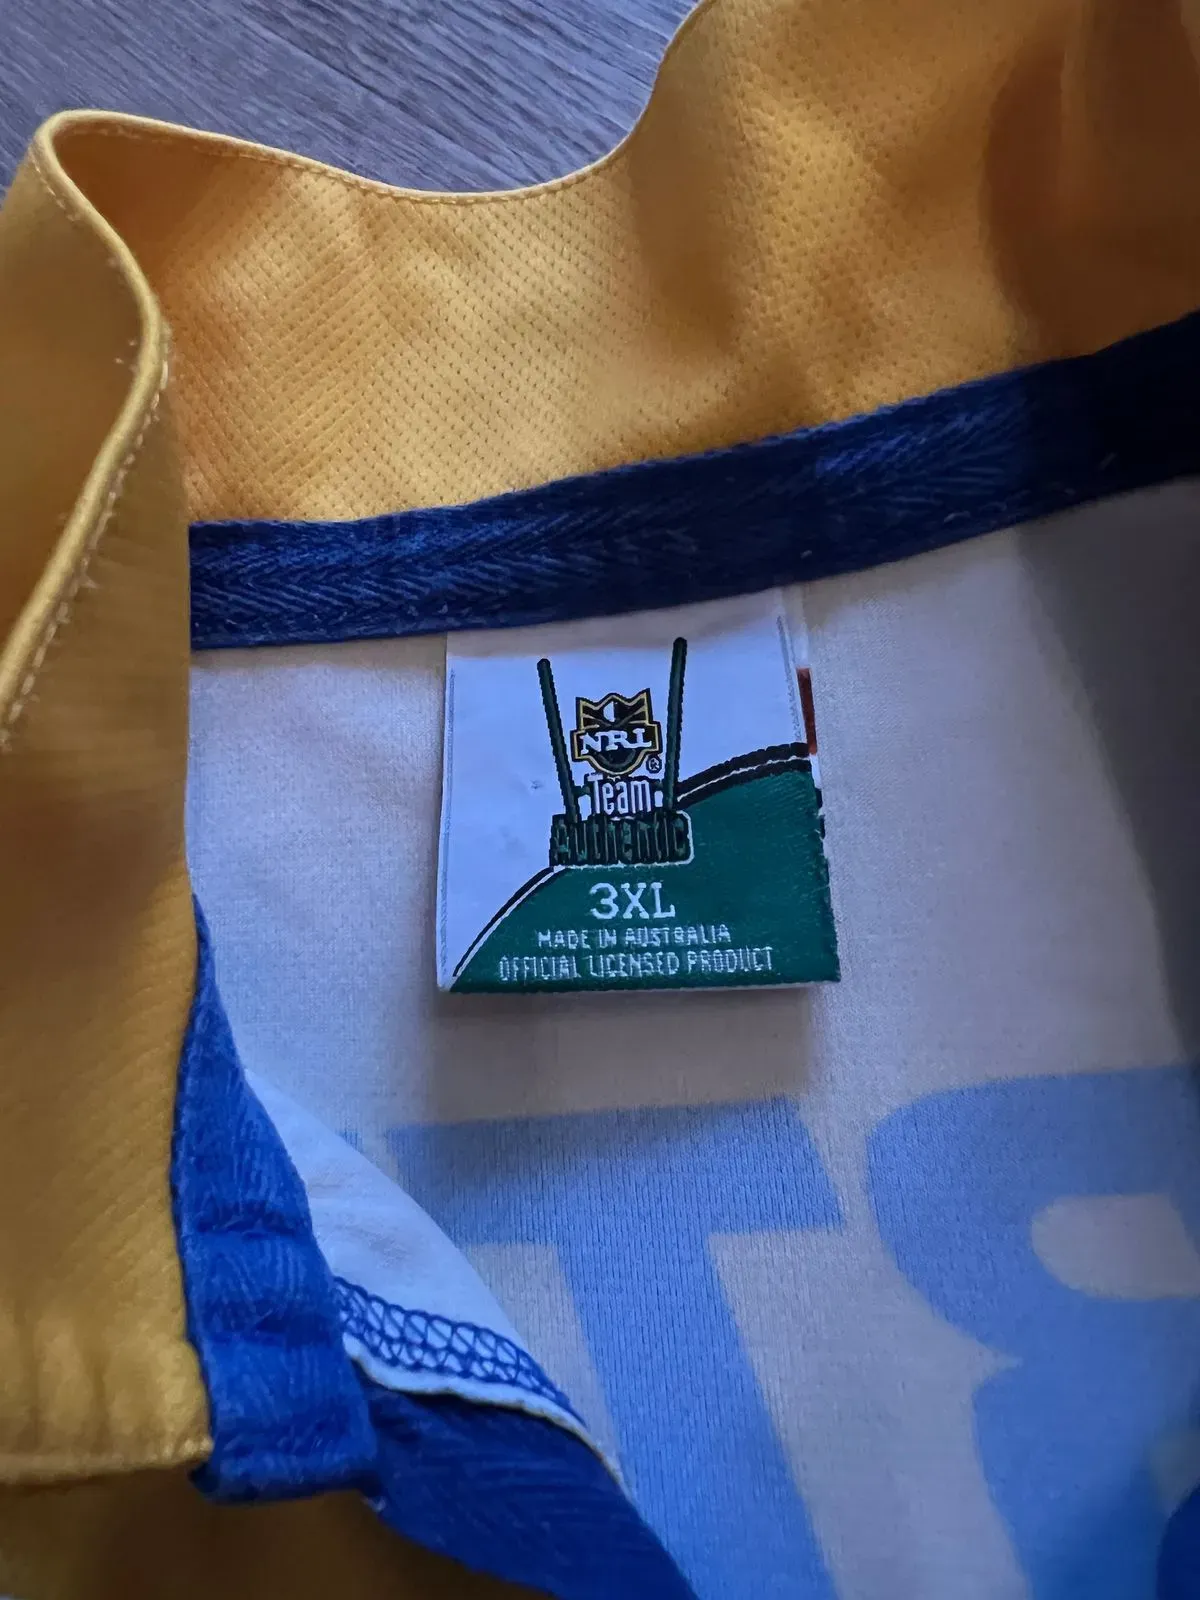 NRL
®
Team
Authentic
3XL
MADE IN AUSTRALIA
OFFICIAL LICENSED PRODUCT